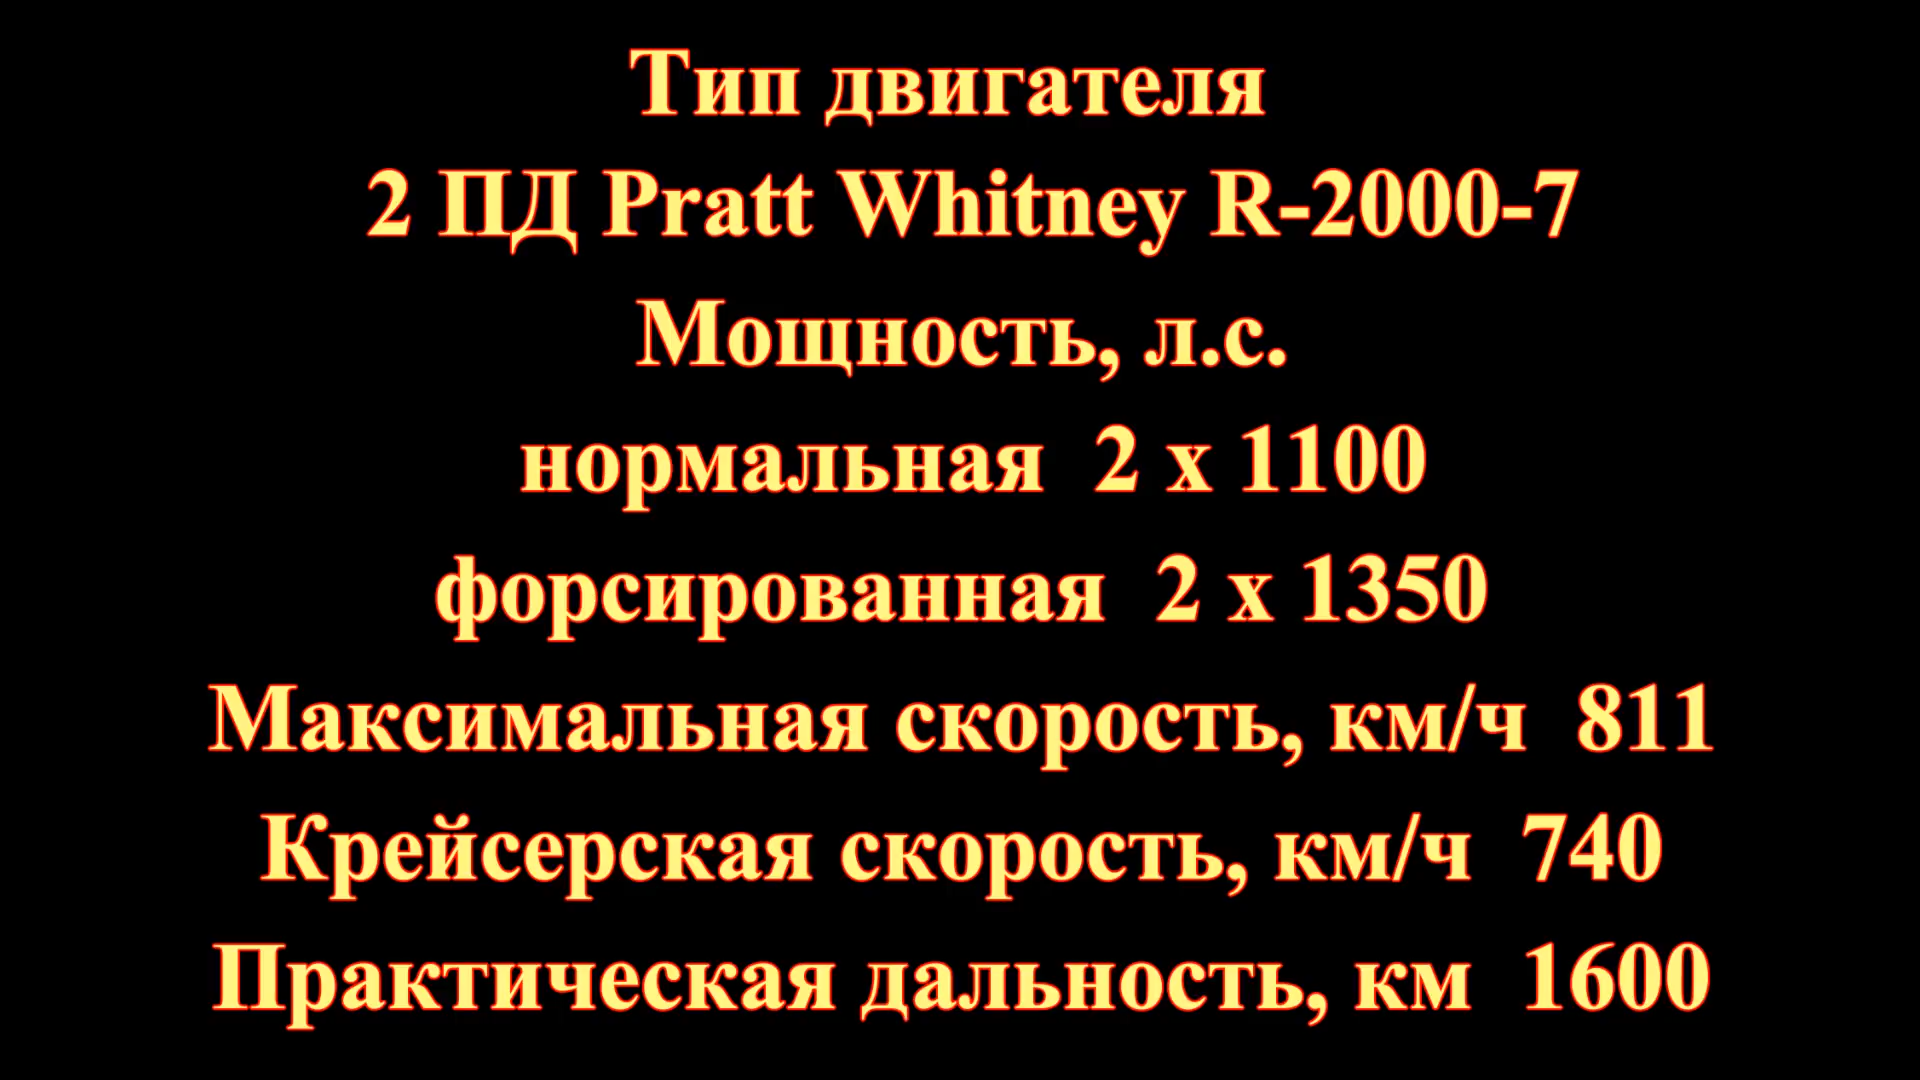 Тип двигателя
2 ПД Pratt Whitney R-2000-7
Мощность, л.с.
нормальная 2 х 1100
форсированная 2 х 1350
Максимальная скорость, км/ч 811
Крейсерская скорость, км/ч 740
Практическая дальность, км 1600